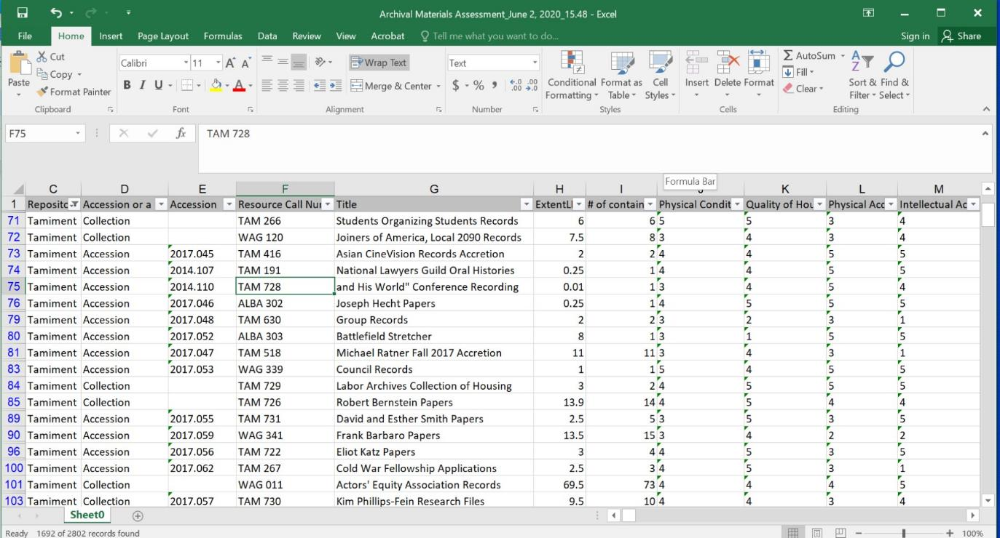 Archival Materials Assessment_June 2, 2020_15.48 - Excel
File Home Insert Page Layout Formulas Data Review View Acrobat Tell me what you want to do... Sign in Share
Cut
Copy
Format Painter
Paste
Clipboard
Calibri 11 A A
B I U A
Font
Wrap Text
Merge & Center
Alignment
Text
$ % , .0 .00 .00 .0
Number
Conditional Formatting
Format as Table
Cell Styles
Styles
Insert Delete Format
Cells
AutoSum
Fill
Clear
Sort & Filter
Find & Select
Editing
F75 fx TAM 728
Formula Bar
C D E F G H I J K L M
1 Reposito Accession or a Accession Resource Call Nur Title ExtentLI # of contain Physical Condit Quality of Hou Physical Acc Intellectual Ac
71 Tamiment Collection TAM 266 Students Organizing Students Records 6 6 5 5 3 4
72 Tamiment Collection WAG 120 Joiners of America, Local 2090 Records 7.5 8 3 4 3 4
73 Tamiment Accession 2017.045 TAM 416 Asian CineVision Records Accretion 2 2 4 4 5 5
74 Tamiment Accession 2014.107 TAM 191 National Lawyers Guild Oral Histories 0.25 1 4 4 5 5
75 Tamiment Accession 2014.110 TAM 728 and His World" Conference Recording 0.01 1 3 4 5 4
76 Tamiment Accession 2017.046 ALBA 302 Joseph Hecht Papers 0.25 1 4 5 5 5
79 Tamiment Accession 2017.048 TAM 630 Group Records 2 2 3 2 3 1
80 Tamiment Accession 2017.052 ALBA 303 Battlefield Stretcher 8 1 3 1 5 5
81 Tamiment Accession 2017.047 TAM 518 Michael Ratner Fall 2017 Accretion 11 11 3 4 3 1
83 Tamiment Accession 2017.053 WAG 339 Council Records 1 1 5 4 5 5
84 Tamiment Collection TAM 729 Labor Archives Collection of Housing 3 2 4 5 5 5
85 Tamiment Collection TAM 726 Robert Bernstein Papers 13.9 14 4 5 4 4
89 Tamiment Accession 2017.055 TAM 731 David and Esther Smith Papers 2.5 5 3 5 3 5
90 Tamiment Accession 2017.059 WAG 341 Frank Barbaro Papers 13.5 15 3 4 2 2
96 Tamiment Accession 2017.056 TAM 722 Eliot Katz Papers 3 4 4 5 3 5
100 Tamiment Accession 2017.062 TAM 267 Cold War Fellowship Applications 2.5 3 4 5 3 1
101 Tamiment Collection WAG 011 Actors' Equity Association Records 69.5 73 4 4 4 5
103 Tamiment Collection 2017.057 TAM 730 Kim Phillips-Fein Research Files 9.5 10 4 4 3 4
Sheet0
Ready 1692 of 2802 records found 100%